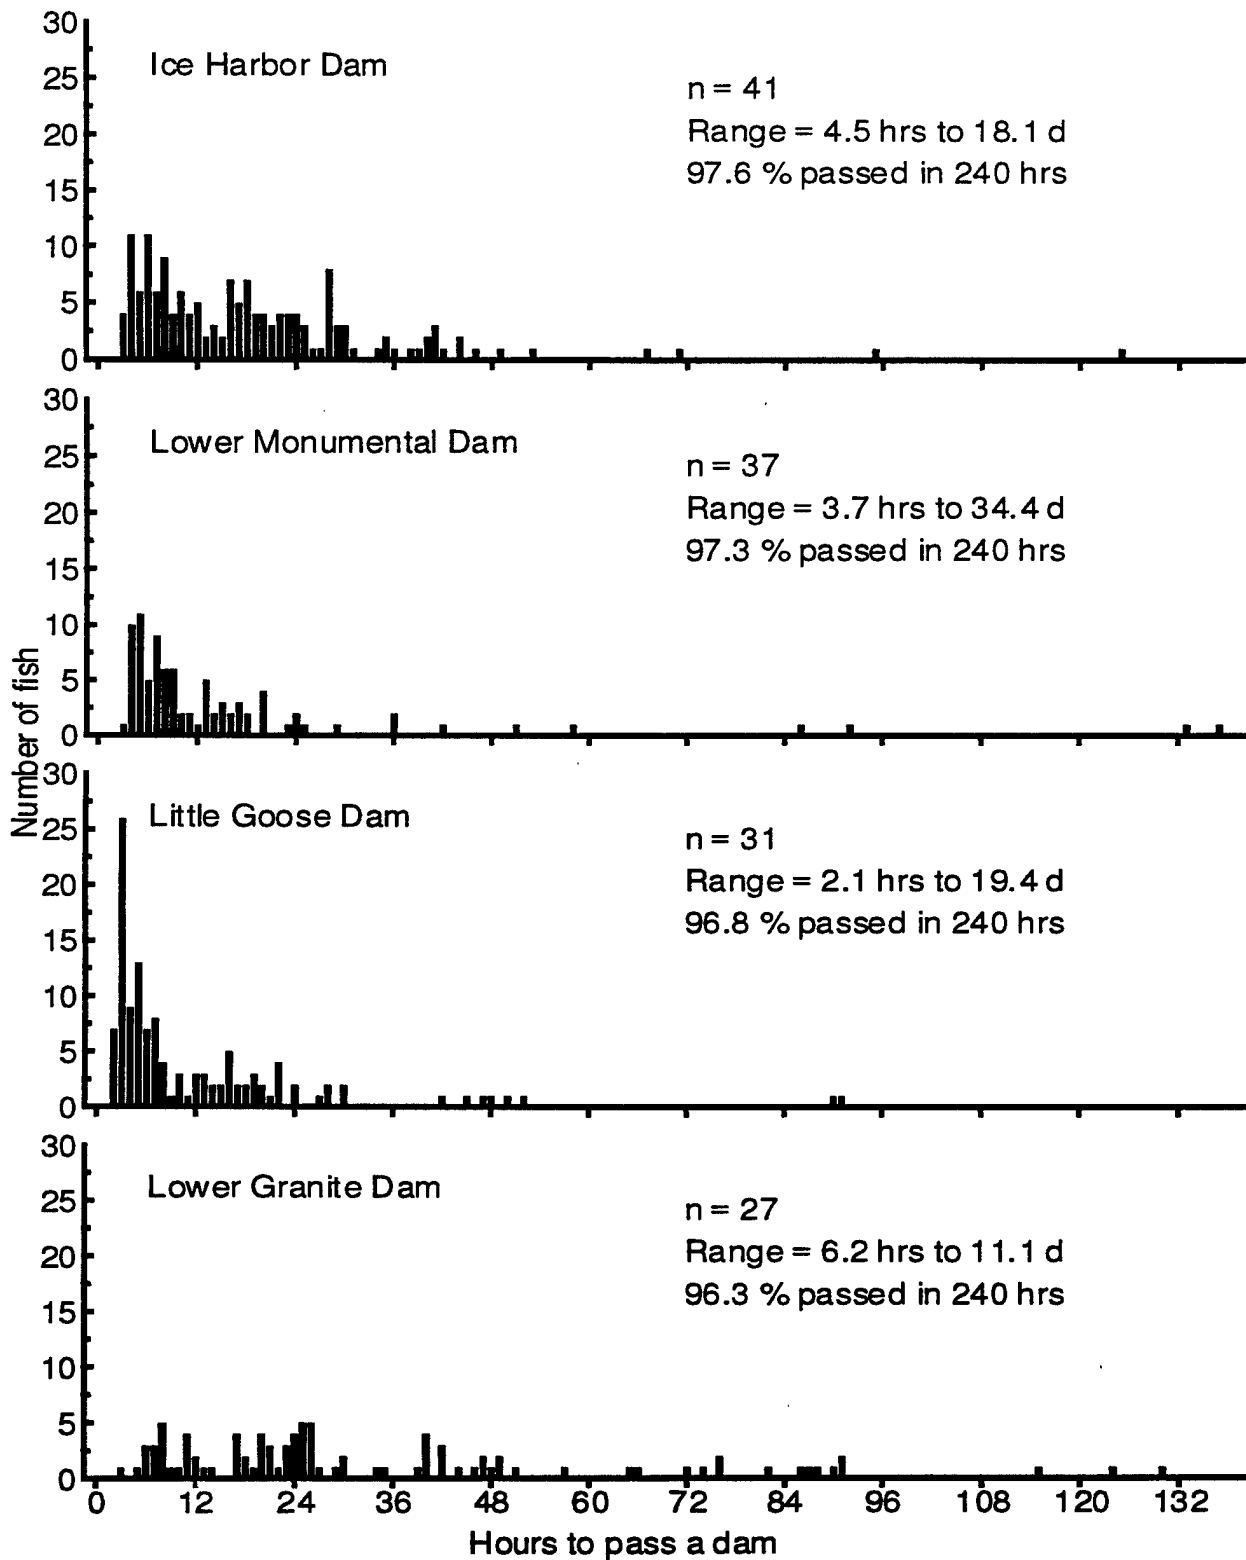 30
25
20
15
10
5
0
Ice Harbor Dam
n = 41
Range = 4.5 hrs to 18.1 d
97.6 % passed in 240 hrs
30
25
20
15
10
5
0
Lower Monumental Dam
n = 37
Range = 3.7 hrs to 34.4 d
97.3 % passed in 240 hrs
Number of fish
30
25
20
15
10
5
0
Little Goose Dam
n = 31
Range = 2.1 hrs to 19.4 d
96.8 % passed in 240 hrs
30
25
20
15
10
5
0
Lower Granite Dam
n = 27
Range = 6.2 hrs to 11.1 d
96.3 % passed in 240 hrs
0 12 24 36 48 60 72 84 96 108 120 132
Hours to pass a dam